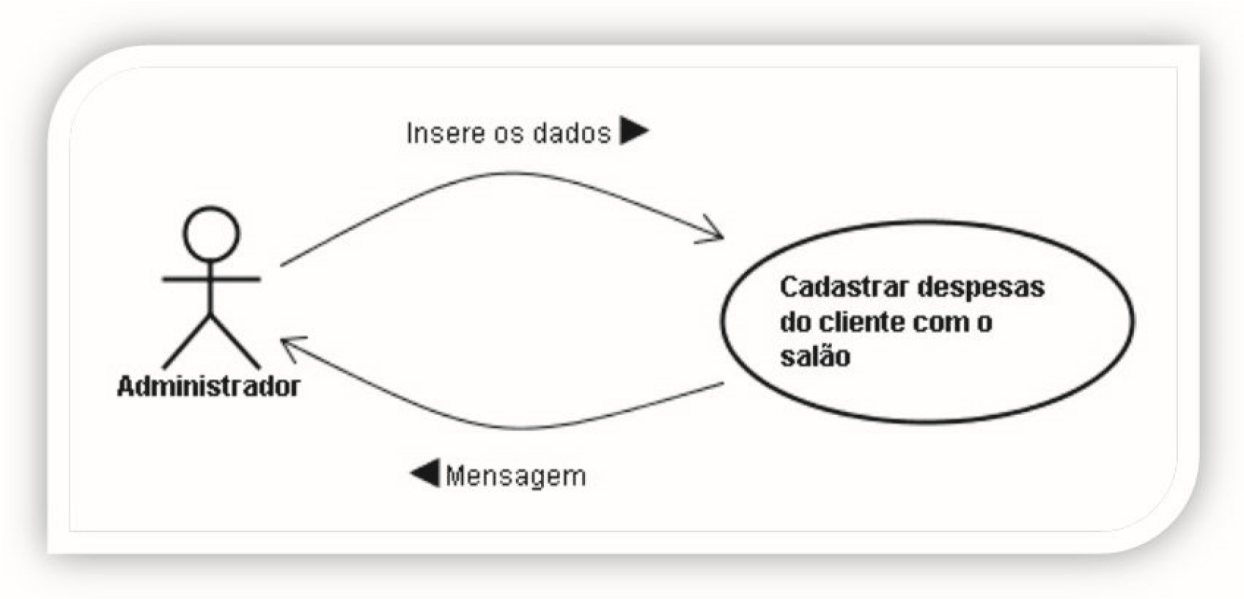 Insere os dados ▶
Administrador
Cadastrar despesas
do cliente com o
salão
◀ Mensagem